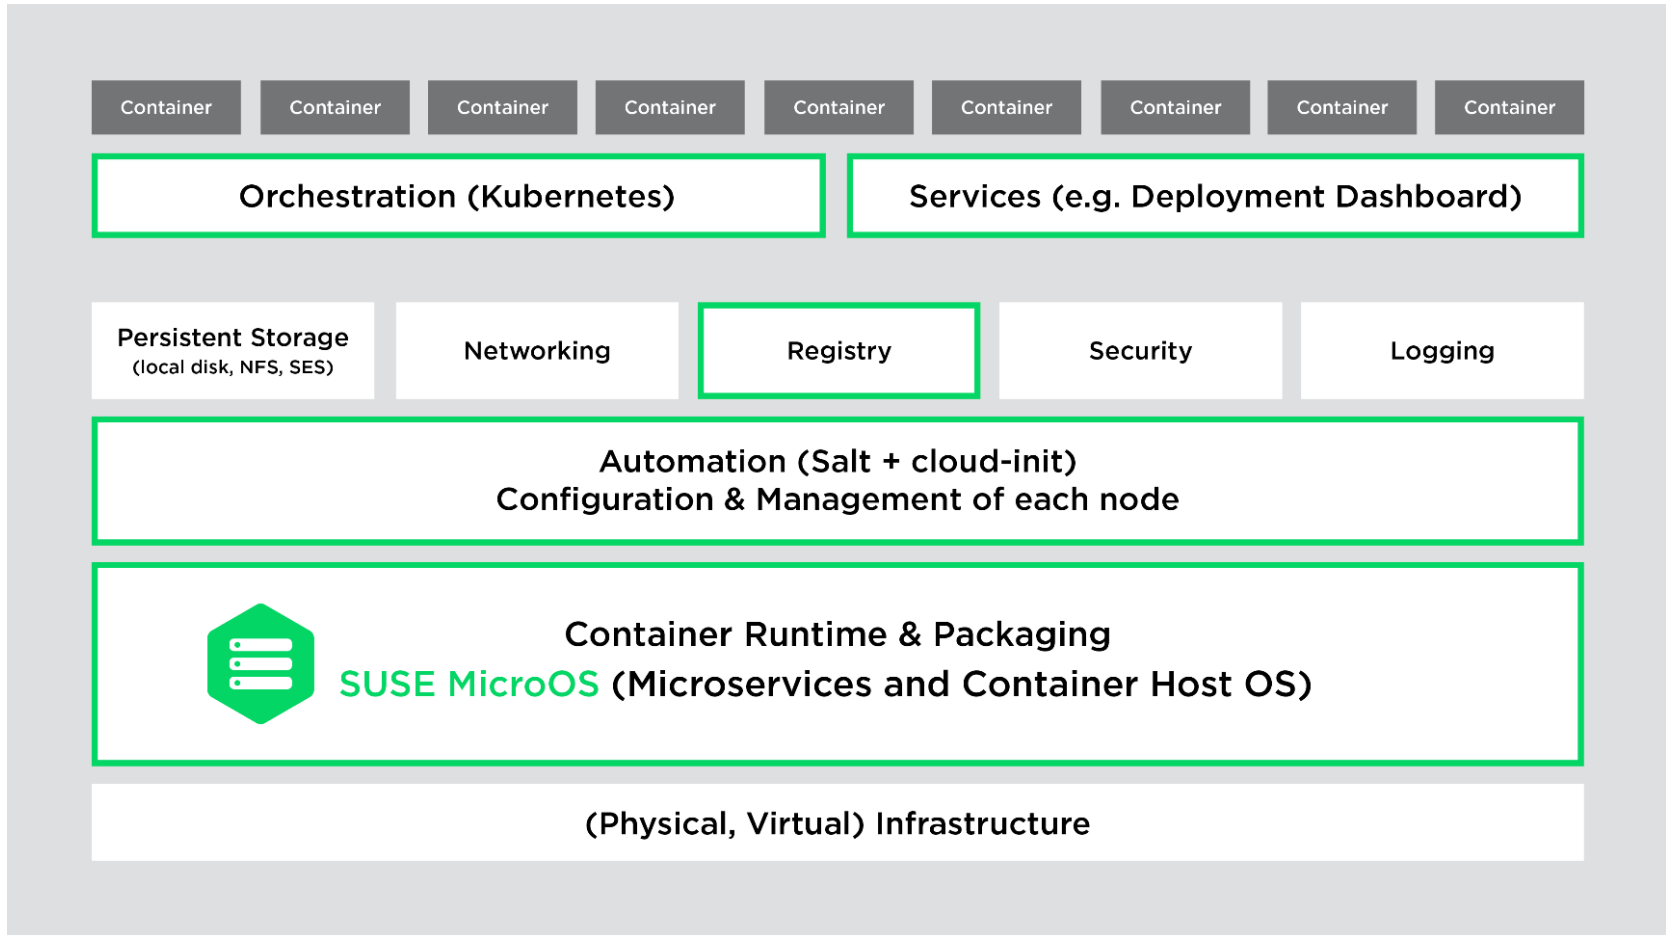 Container
Container
Container
Container
Container
Container
Container
Container
Container
Orchestration (Kubernetes)
Services (e.g. Deployment Dashboard)
Persistent Storage
(local disk, NFS, SES)
Networking
Registry
Security
Logging
Automation (Salt + cloud-init)
Configuration & Management of each node
Container Runtime & Packaging
SUSE MicroOS (Microservices and Container Host OS)
(Physical, Virtual) Infrastructure